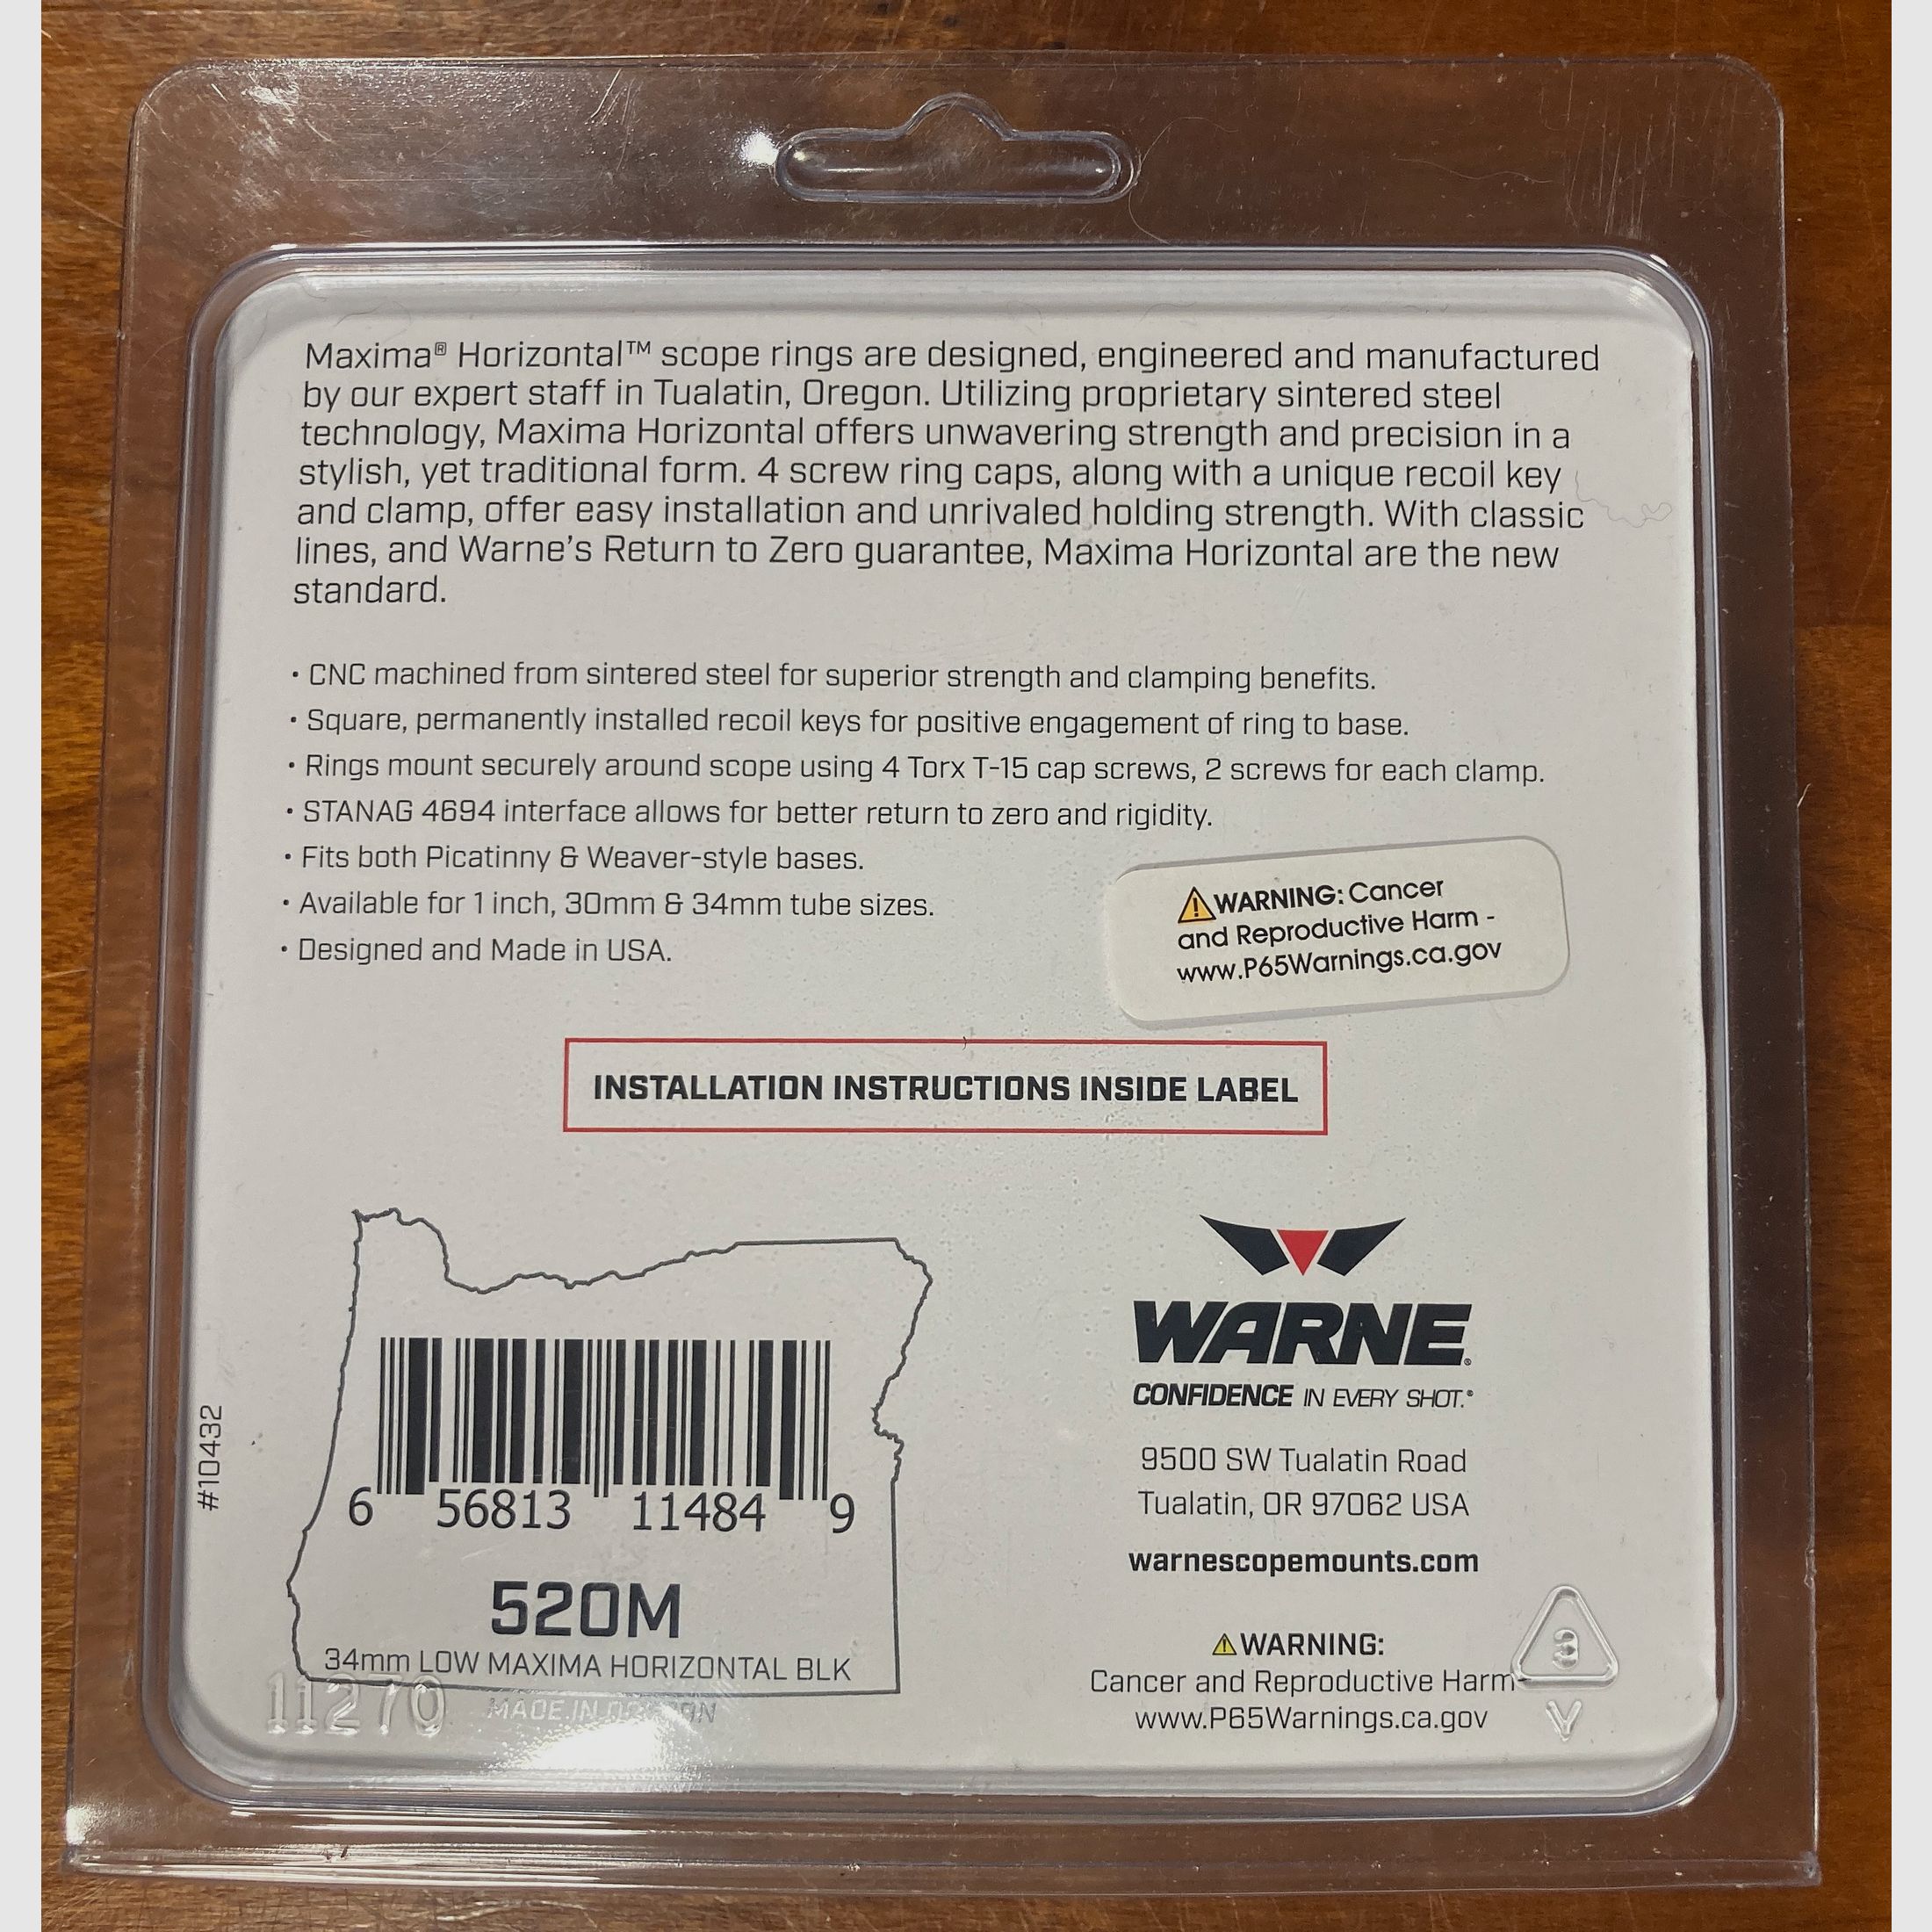 Maxima® Horizontal™ scope rings are designed, engineered and manufactured
by our expert staff in Tualatin, Oregon. Utilizing proprietary sintered steel
technology, Maxima Horizontal offers unwavering strength and precision in a
stylish, yet traditional form. 4 screw ring caps, along with a unique recoil key
and clamp, offer easy installation and unrivaled holding strength. With classic
lines, and Warne's Return to Zero guarantee, Maxima Horizontal are the new
standard.
• CNC machined from sintered steel for superior strength and clamping benefits.
• Square, permanently installed recoil keys for positive engagement of ring to base.
• Rings mount securely around scope using 4 Torx T-15 cap screws, 2 screws for each clamp.
• STANAG 4694 interface allows for better return to zero and rigidity.
• Fits both Picatinny & Weaver-style bases.
• Available for 1 inch, 30mm & 34mm tube sizes.
• Designed and Made in USA.
⚠WARNING: Cancer
and Reproductive Harm -
www.P65Warnings.ca.gov
INSTALLATION INSTRUCTIONS INSIDE LABEL
#10432
6 56813 11484 9
520M
34mm LOW MAXIMA HORIZONTAL BLK
MADE IN OREGON
11270
WARNE®
CONFIDENCE IN EVERY SHOT.®
9500 SW Tualatin Road
Tualatin, OR 97062 USA
warnescopemounts.com
⚠WARNING:
Cancer and Reproductive Harm-
www.P65Warnings.ca.gov
3
V